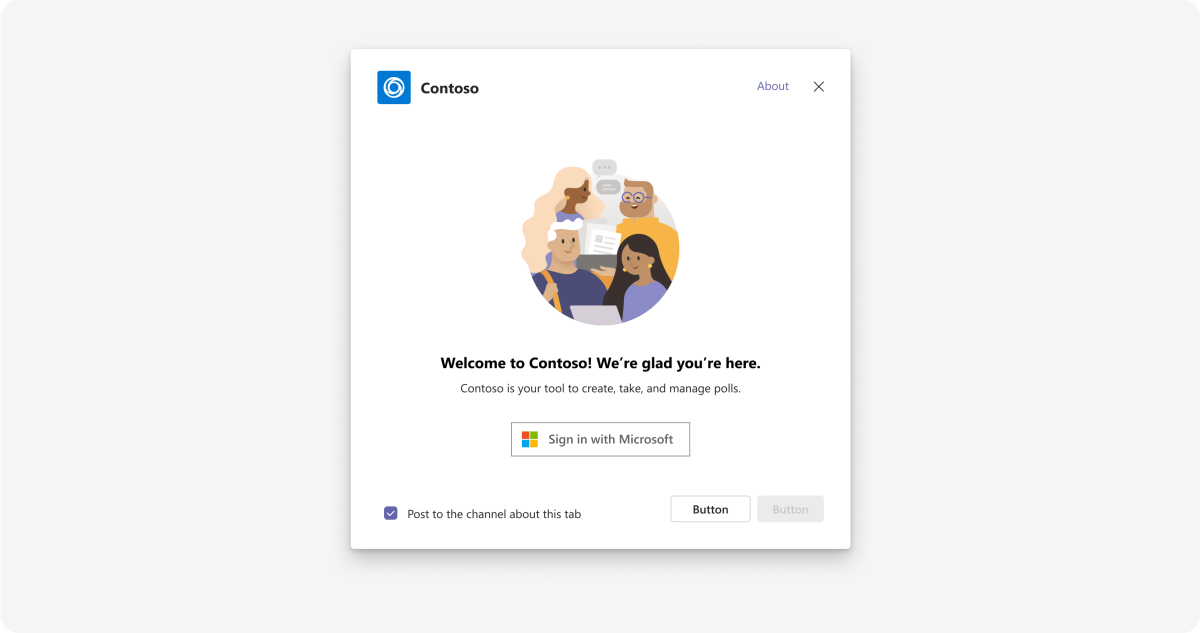 Contoso
About
Welcome to Contoso! We’re glad you’re here.
Contoso is your tool to create, take, and manage polls.
Sign in with Microsoft
Post to the channel about this tab
Button
Button